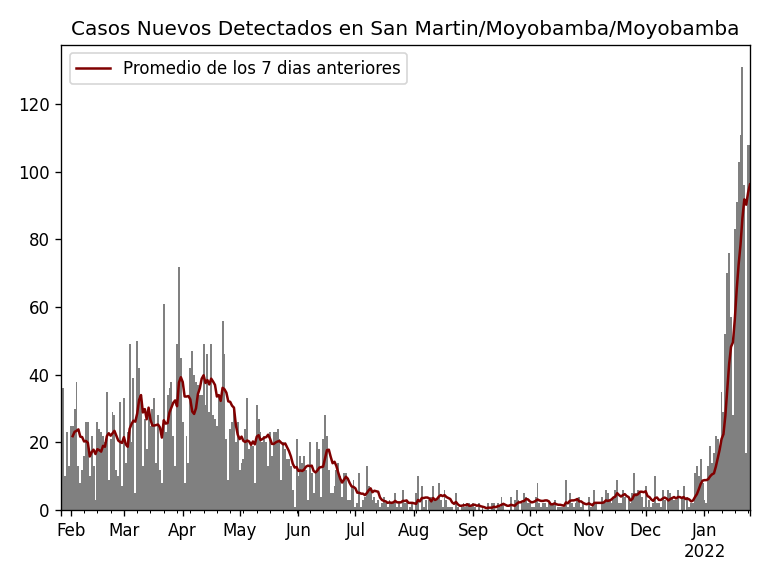 Casos Nuevos Detectados en San Martin/Moyobamba/Moyobamba
Promedio de los 7 dias anteriores
120
100
80
60
40
20
0
Feb Mar Apr May Jun Jul Aug Sep Oct Nov Dec Jan
2022